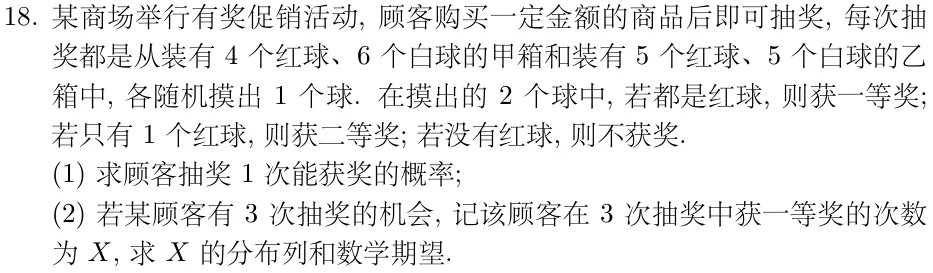 18. 某商场举行有奖促销活动, 顾客购买一定金额的商品后即可抽奖, 每次抽
奖都是从装有 4 个红球、6 个白球的甲箱和装有 5 个红球、5 个白球的乙
箱中, 各随机摸出 1 个球. 在摸出的 2 个球中, 若都是红球, 则获一等奖;
若只有 1 个红球, 则获二等奖; 若没有红球, 则不获奖.
(1) 求顾客抽奖 1 次能获奖的概率;
(2) 若某顾客有 3 次抽奖的机会, 记该顾客在 3 次抽奖中获一等奖的次数
为 X, 求 X 的分布列和数学期望.